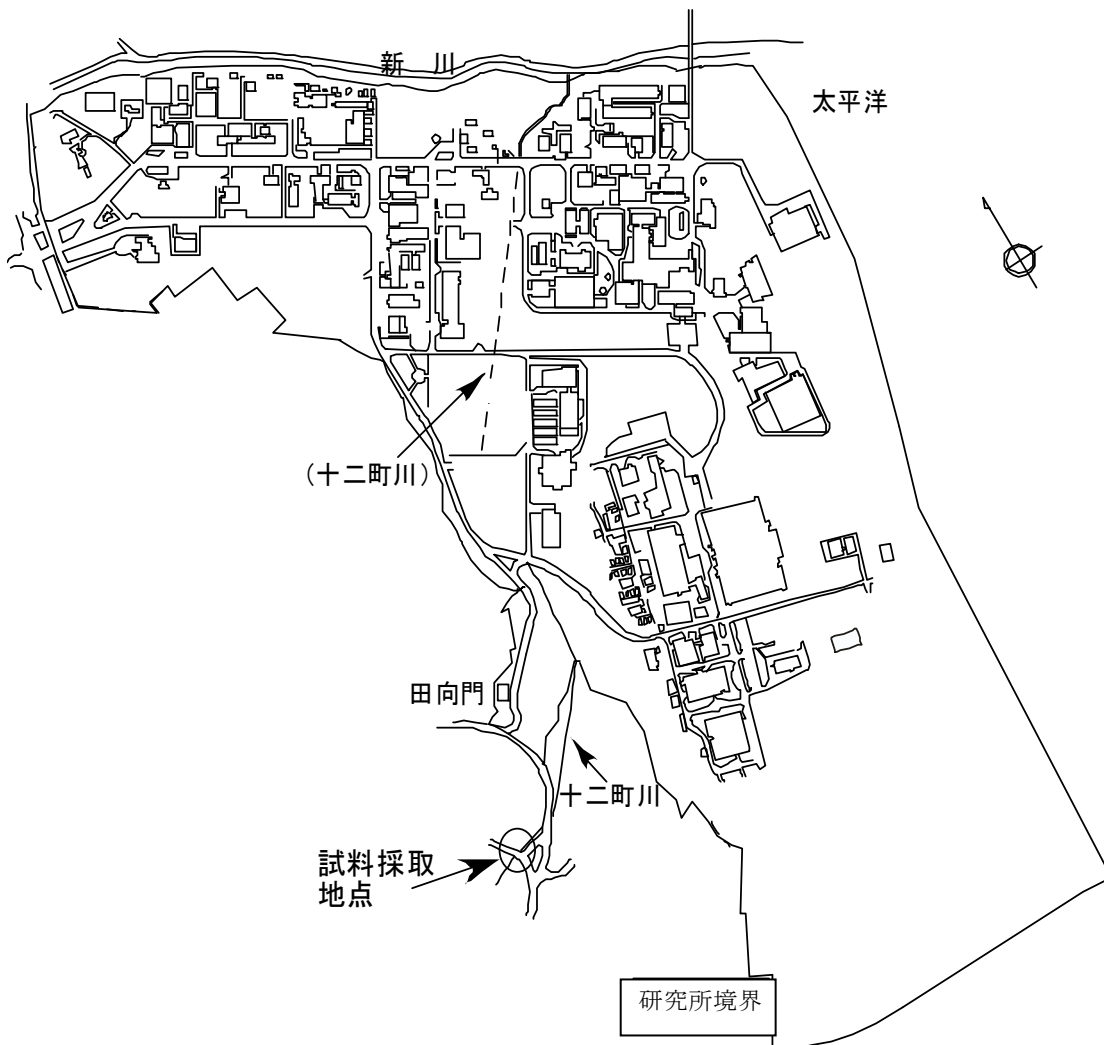 新 川
太平洋
（十二町川）
田向門
十二町川
試料採取
地点
研究所境界